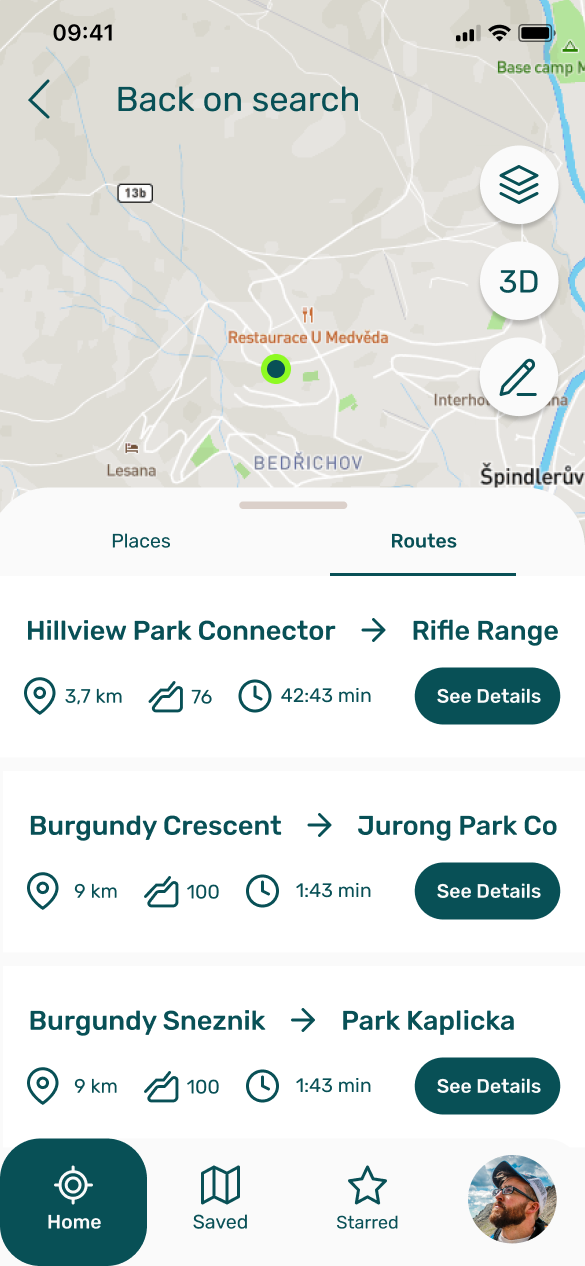 09:41
Base camp M
Back on search
13b
3D
Restaurace U Medvěda
Lesana
BEDŘICHOV
Špindlerův
Places
Routes
Hillview Park Connector
Rifle Range
3,7 km
76
42:43 min
See Details
Burgundy Crescent
Jurong Park Co
9 km
100
1:43 min
See Details
Burgundy Sneznik
Park Kaplicka
9 km
100
1:43 min
See Details
Home
Saved
Starred